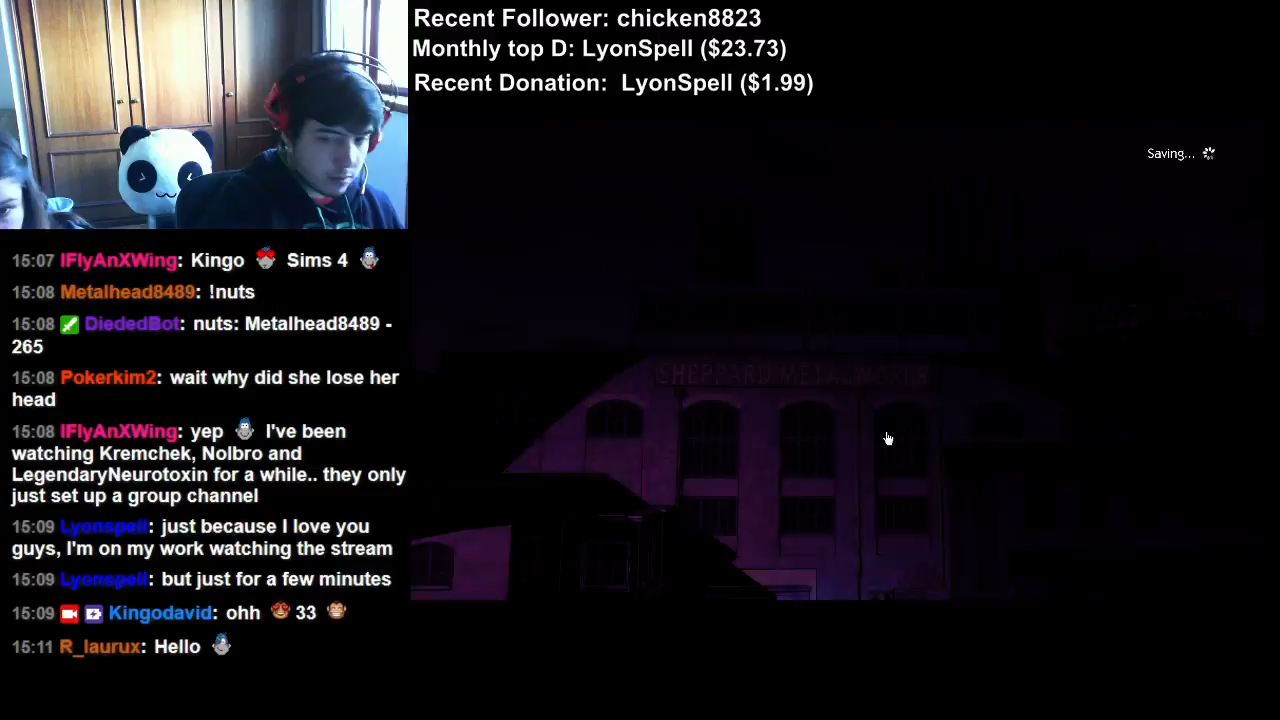 Recent Follower: chicken8823
Monthly top D: LyonSpell ($23.73)
Recent Donation: LyonSpell ($1.99)
Saving...
SHEPPARD METALWORKS
15:07 IFlyAnXWing: Kingo Sims 4
15:08 Metalhead8489: !nuts
15:08 DiededBot: nuts: Metalhead8489 -
265
15:08 Pokerkim2: wait why did she lose her
head
15:08 IFlyAnXWing: yep I've been
watching Kremchek, Nolbro and
LegendaryNeurotoxin for a while.. they only
just set up a group channel
15:09 Lyonspell: just because I love you
guys, I'm on my work watching the stream
15:09 Lyonspell: but just for a few minutes
15:09 Kingodavid: ohh 33
15:11 R_laurux: Hello